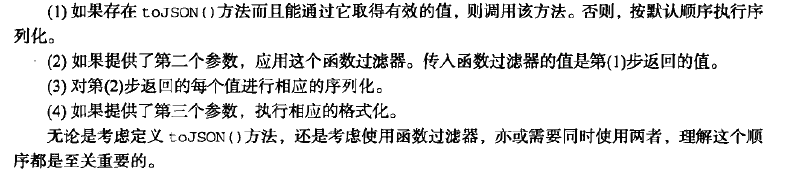 (1) 如果存在 toJSON()方法而且能通过它取得有效的值，则调用该方法。否则，按默认顺序执行序
列化。
(2) 如果提供了第二个参数，应用这个函数过滤器。传入函数过滤器的值是第(1)步返回的值。
(3) 对第(2)步返回的每个值进行相应的序列化。
(4) 如果提供了第三个参数，执行相应的格式化。
无论是考虑定义 toJSON()方法，还是考虑使用函数过滤器，亦或需要同时使用两者，理解这个顺
序都是至关重要的。